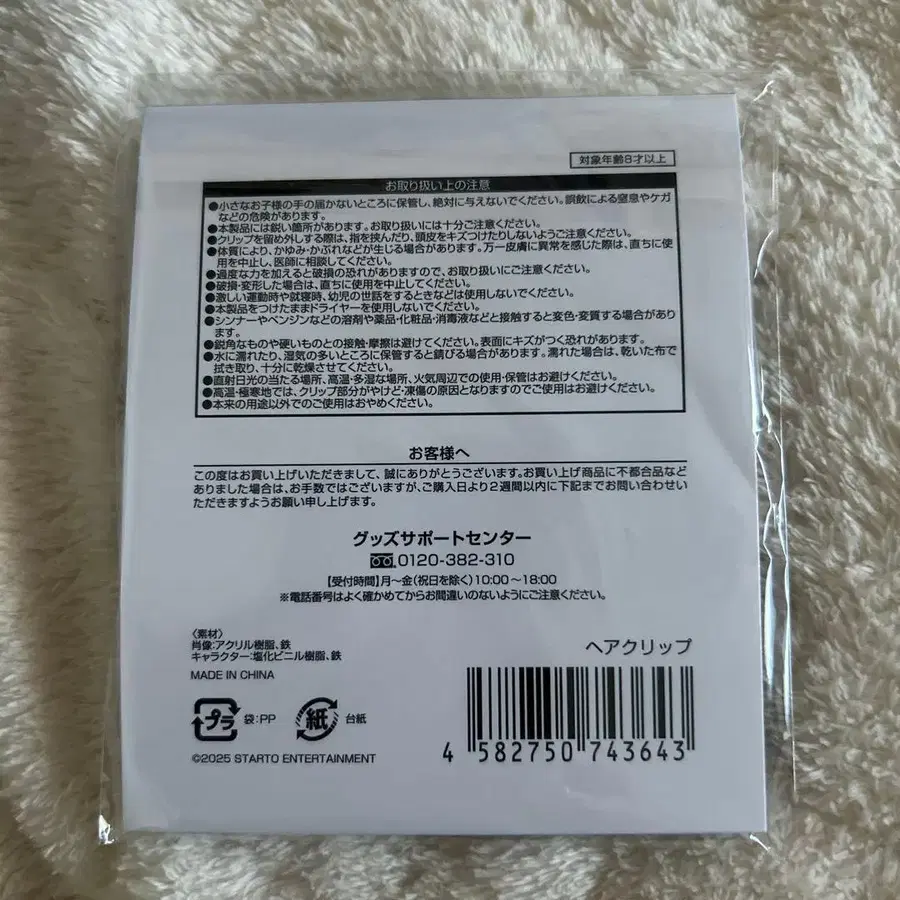 対象年齢8才以上
お取り扱い上の注意
●小さなお子様の手の届かないところに保管し、絶対に与えないでください。誤飲による窒息やケガ
などの危険があります。
●本製品には鋭い箇所があります。お取り扱いには十分ご注意ください。
●クリップを留め外しする際は、指を挟んだり、頭皮をキズつけたりしないようご注意ください。
●体質により、かゆみ・かぶれなどが生じる場合があります。万一皮膚に異常を感じた際は、直ちに使
用を中止し、医師に相談してください。
●過度な力を加えると破損の恐れがありますので、お取り扱いにご注意ください。
●破損・変形した場合は、直ちに使用を中止してください。
●激しい運動時や就寝時、幼児の世話をするときなどは使用しないでください。
●本製品をつけたままドライヤーを使用しないでください。
●シンナーやベンジンなどの溶剤や薬品・化粧品・消毒液などと接触すると変色・変質する場合があり
ます。
●鋭角なものや硬いものとの接触・摩擦は避けてください。表面にキズがつく恐れがあります。
●水に濡れたり、湿気の多いところに保管すると錆びる場合があります。濡れた場合は、乾いた布で
拭き取り、十分に乾燥させてください。
●直射日光の当たる場所、高温・多湿な場所、火気周辺での使用・保管はお避けください。
●高温・極寒地では、クリップ部分がやけど・凍傷の原因となりますのでご使用はお避けください。
●本来の用途以外でのご使用はおやめください。
お客様へ
この度はお買い上げいただきまして、誠にありがとうございます。お買い上げ商品に不都合品など
ありました場合は、お手数ではございますが、ご購入日より2週間以内に下記までお問い合わせい
ただきますようお願い申し上げます。
グッズサポートセンター
0120-382-310
【受付時間】月〜金(祝日を除く)10:00〜18:00
※電話番号はよく確かめてからお間違いのないようにご注意ください。
〈素材〉
肖像:アクリル樹脂、鉄
キャラクター:塩化ビニル樹脂、鉄
MADE IN CHINA
ヘアクリップ
プラ 袋:PP 紙 台紙
©2025 STARTO ENTERTAINMENT
4 582750 743643